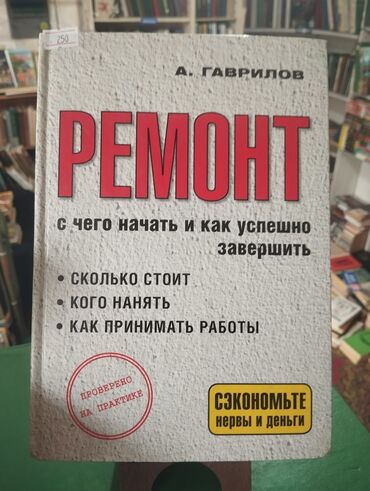 250
А. ГАВРИЛОВ
РЕМОНТ
с чего начать и как успешно
завершить
• СКОЛЬКО СТОИТ
• КОГО НАНЯТЬ
• КАК ПРИНИМАТЬ РАБОТЫ
ПРОВЕРЕНО
НА ПРАКТИКЕ
СЭКОНОМЬТЕ
нервы и деньги